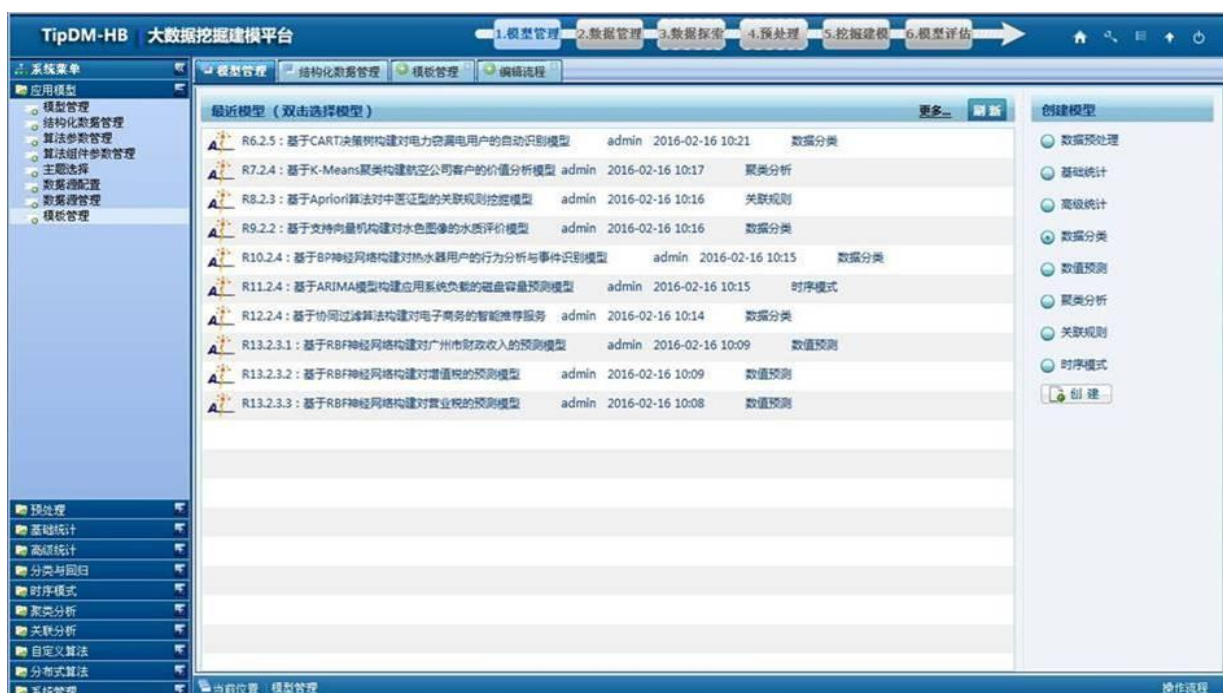 TipDM-HB 大数据挖掘建模平台
1.模型管理 2.数据管理 3.数据探索 4.预处理 5.挖掘建模 6.模型评估
系统菜单
应用模型
模型管理
结构化数据管理
算法参数管理
算法组件参数管理
主题选择
数据源配置
数据源管理
模板管理
预处理
基础统计
高级统计
分类与回归
时序模式
聚类分析
关联分析
自定义算法
分布式算法
系统管理
模型管理 结构化数据管理 模板管理 编辑流程
最近模型 （双击选择模型） 更多... 刷新
R6.2.5：基于CART决策树构建对电力窃漏电用户的自动识别模型 admin 2016-02-16 10:21 数据分类
R7.2.4：基于K-Means聚类构建航空公司客户的价值分析模型 admin 2016-02-16 10:17 聚类分析
R8.2.3：基于Apriori算法对中医证型的关联规则挖掘模型 admin 2016-02-16 10:16 关联规则
R9.2.2：基于支持向量机构建对水色图像的水质评价模型 admin 2016-02-16 10:16 数据分类
R10.2.4：基于BP神经网络构建对热水器用户的行为分析与事件识别模型 admin 2016-02-16 10:15 数据分类
R11.2.4：基于ARIMA模型构建应用系统负载的磁盘容量预测模型 admin 2016-02-16 10:15 时序模式
R12.2.4：基于协同过滤算法构建对电子商务的智能推荐服务 admin 2016-02-16 10:14 数据分类
R13.2.3.1：基于RBF神经网络构建对广州市财政收入的预测模型 admin 2016-02-16 10:09 数值预测
R13.2.3.2：基于RBF神经网络构建对增值税的预测模型 admin 2016-02-16 10:09 数值预测
R13.2.3.3：基于RBF神经网络构建对营业税的预测模型 admin 2016-02-16 10:08 数值预测
创建模型
数据预处理
基础统计
高级统计
数据分类
数值预测
聚类分析
关联规则
时序模式
创建
当前位置 模型管理 操作流程